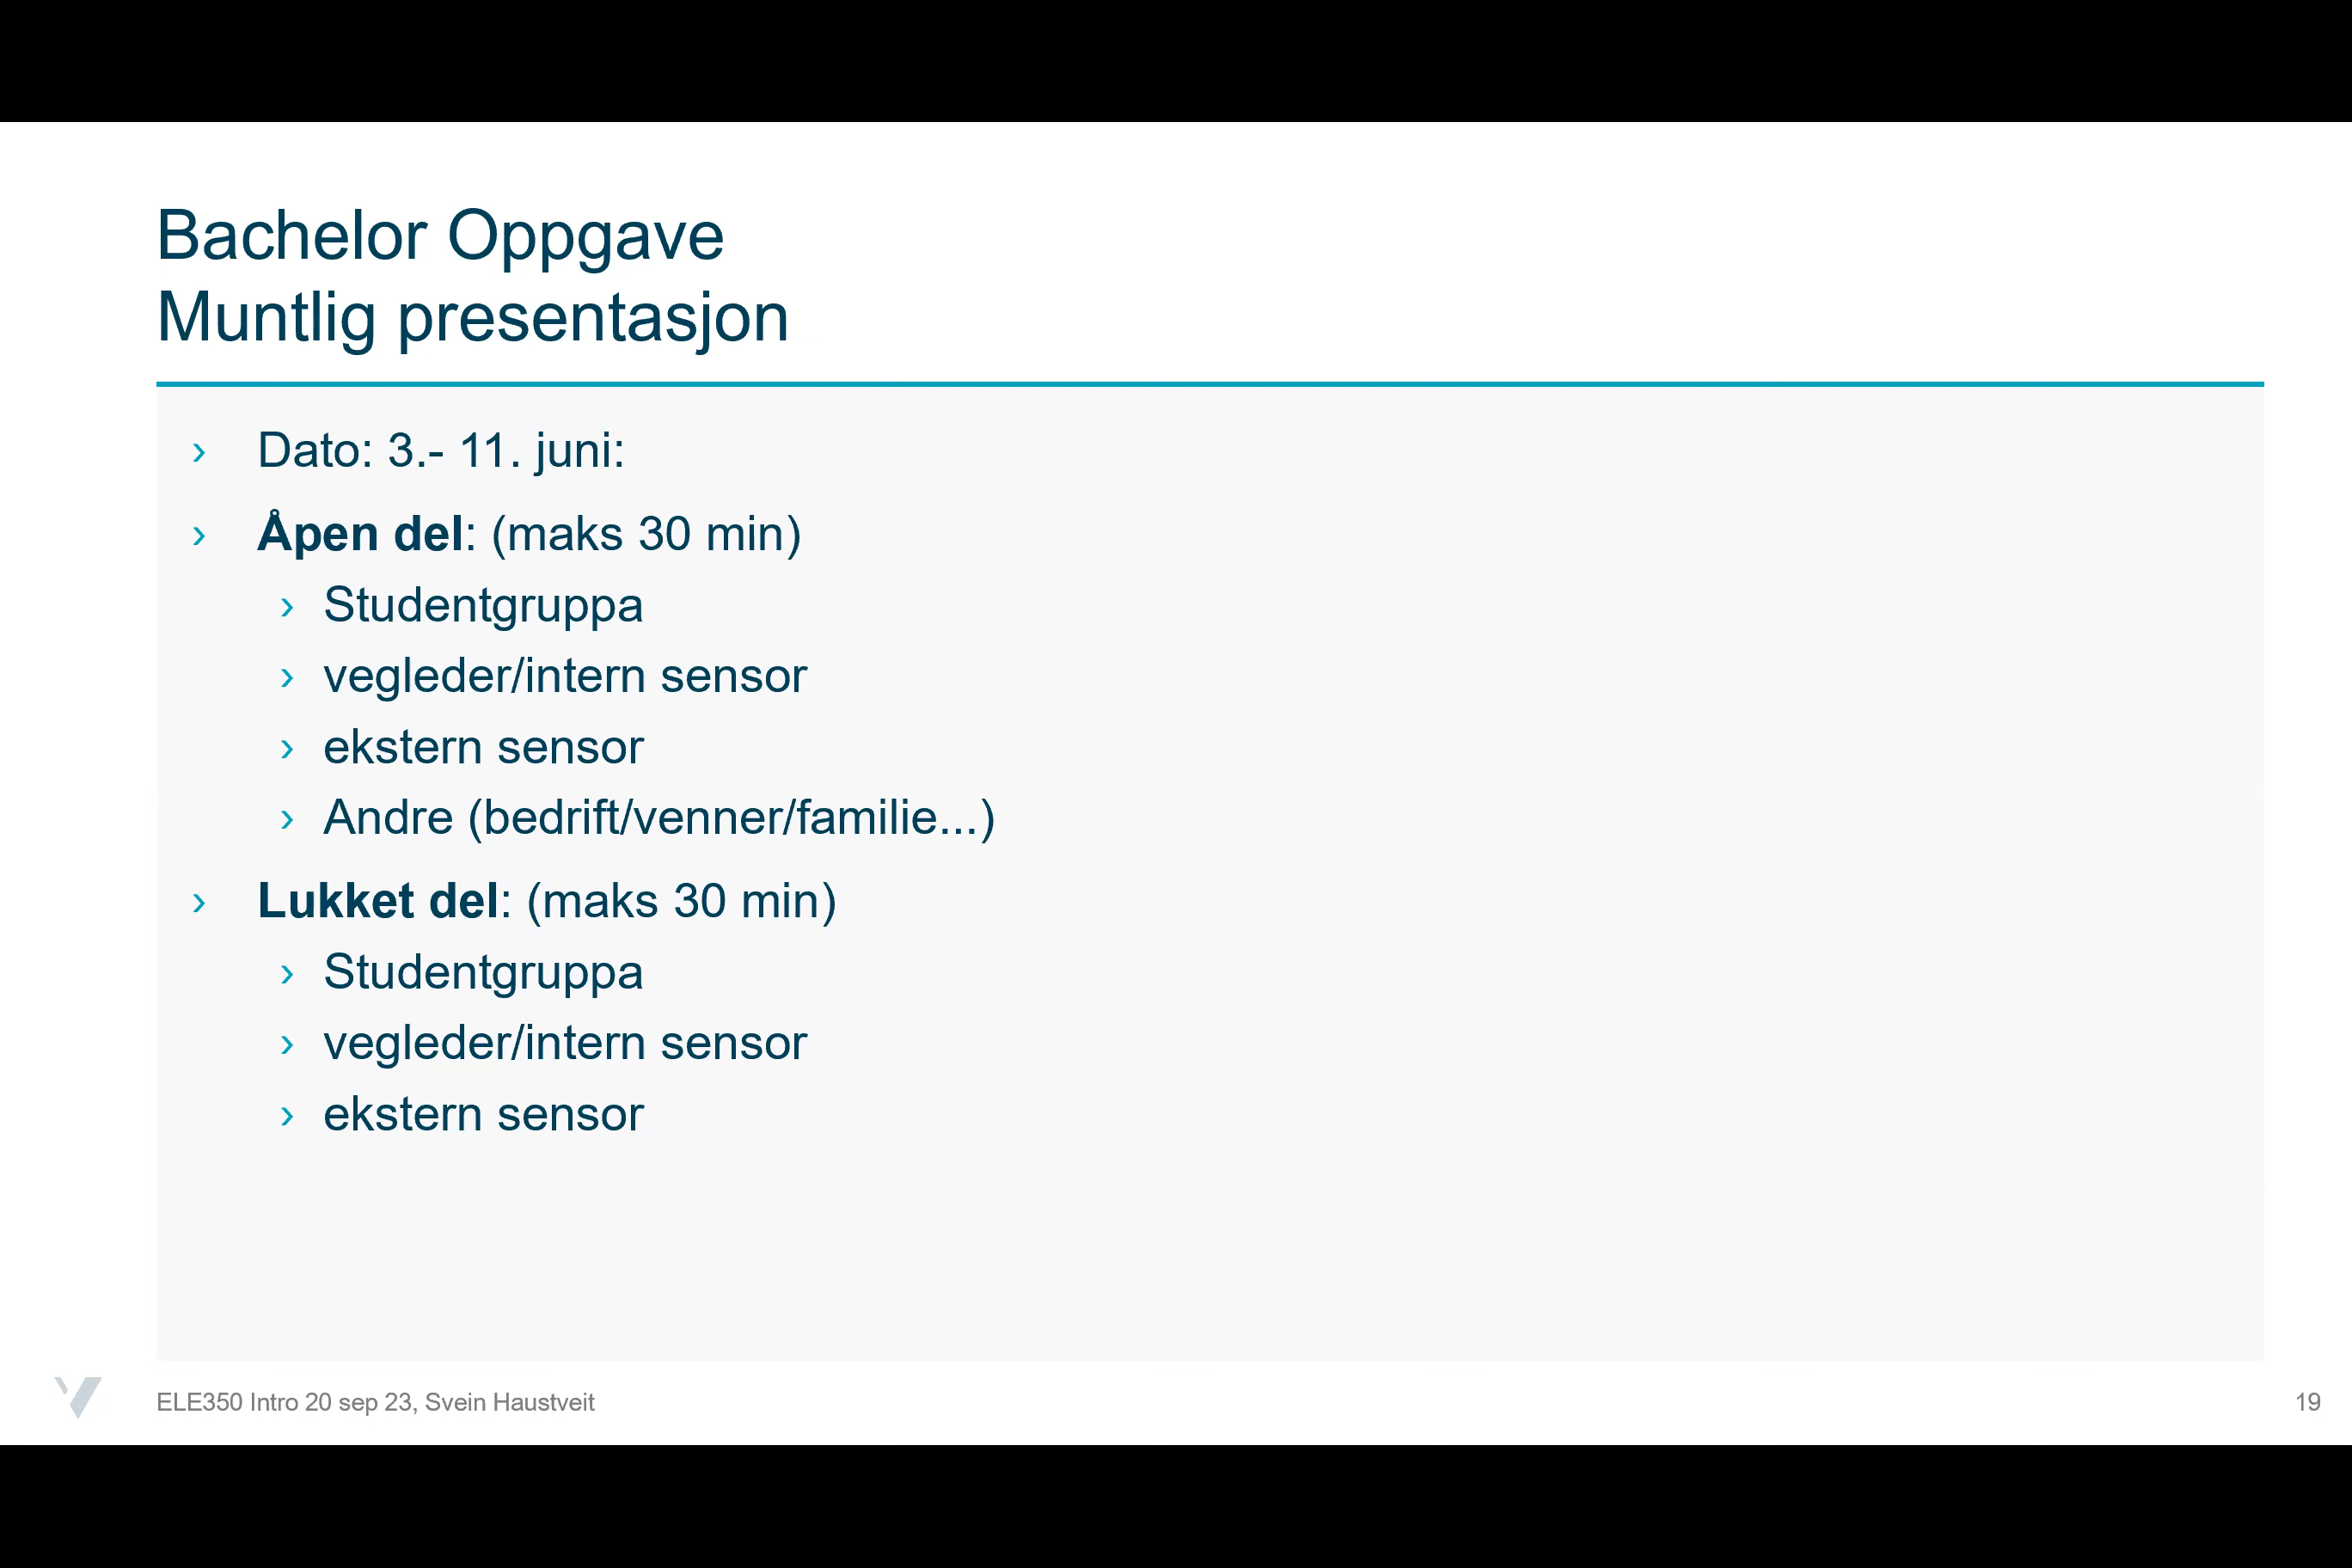 Bachelor Oppgave
Muntlig presentasjon
› Dato: 3.- 11. juni:
› Åpen del: (maks 30 min)
› Studentgruppa
› vegleder/intern sensor
› ekstern sensor
› Andre (bedrift/venner/familie...)
› Lukket del: (maks 30 min)
› Studentgruppa
› vegleder/intern sensor
› ekstern sensor
ELE350 Intro 20 sep 23, Svein Haustveit
19